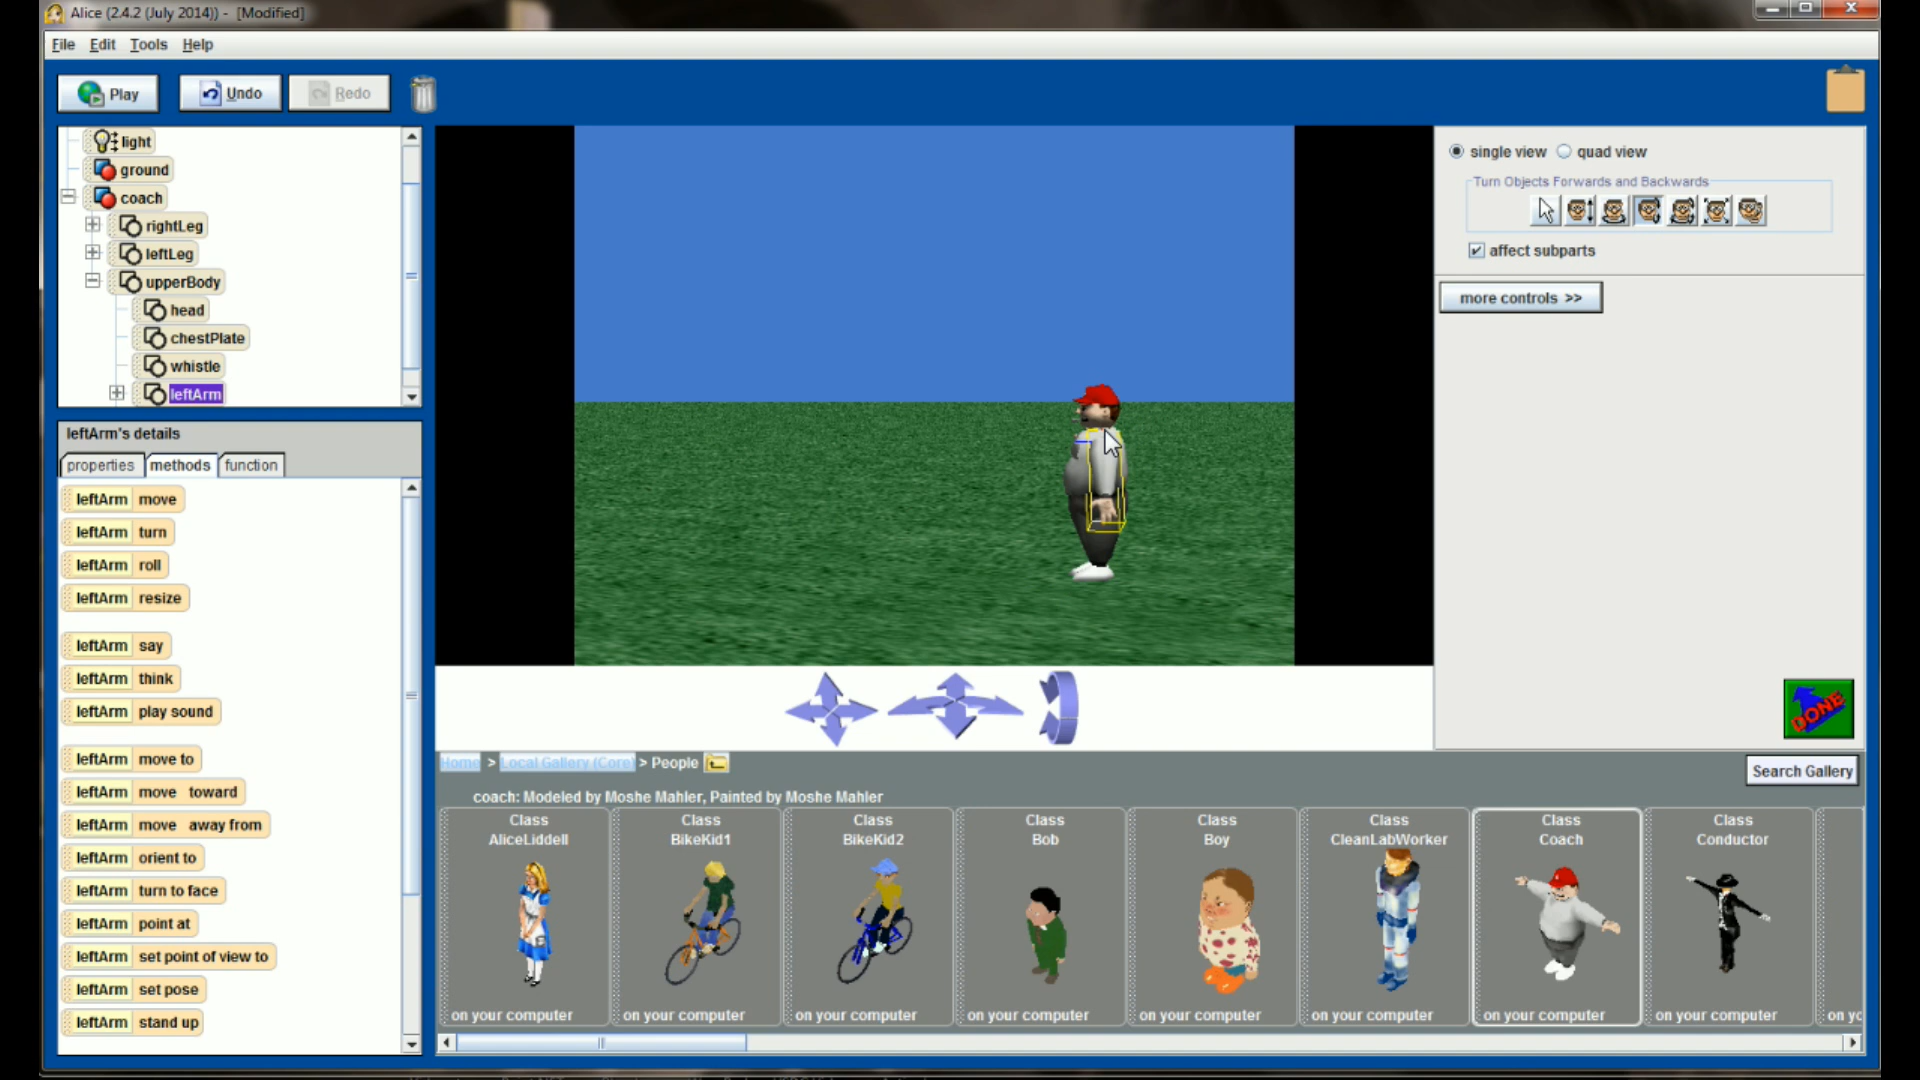 Alice (2.4.2 (July 2014)) - [Modified]
File Edit Tools Help
Play Undo Redo
light
ground
coach
rightLeg
leftLeg
upperBody
head
chestPlate
whistle
leftArm
single view quad view
Turn Objects Forwards and Backwards
affect subparts
more controls >>
leftArm's details
properties methods function
leftArm move
leftArm turn
leftArm roll
leftArm resize
leftArm say
leftArm think
leftArm play sound
leftArm move to
leftArm move toward
leftArm move away from
leftArm orient to
leftArm turn to face
leftArm point at
leftArm set point of view to
leftArm set pose
leftArm stand up
DONE
Home > Local Gallery (Core) > People
Search Gallery
coach: Modeled by Moshe Mahler, Painted by Moshe Mahler
Class Class Class Class Class Class Class Class
AliceLiddell BikeKid1 BikeKid2 Bob Boy CleanLabWorker Coach Conductor
on your computer on your computer on your computer on your computer on your computer on your computer on your computer on your computer